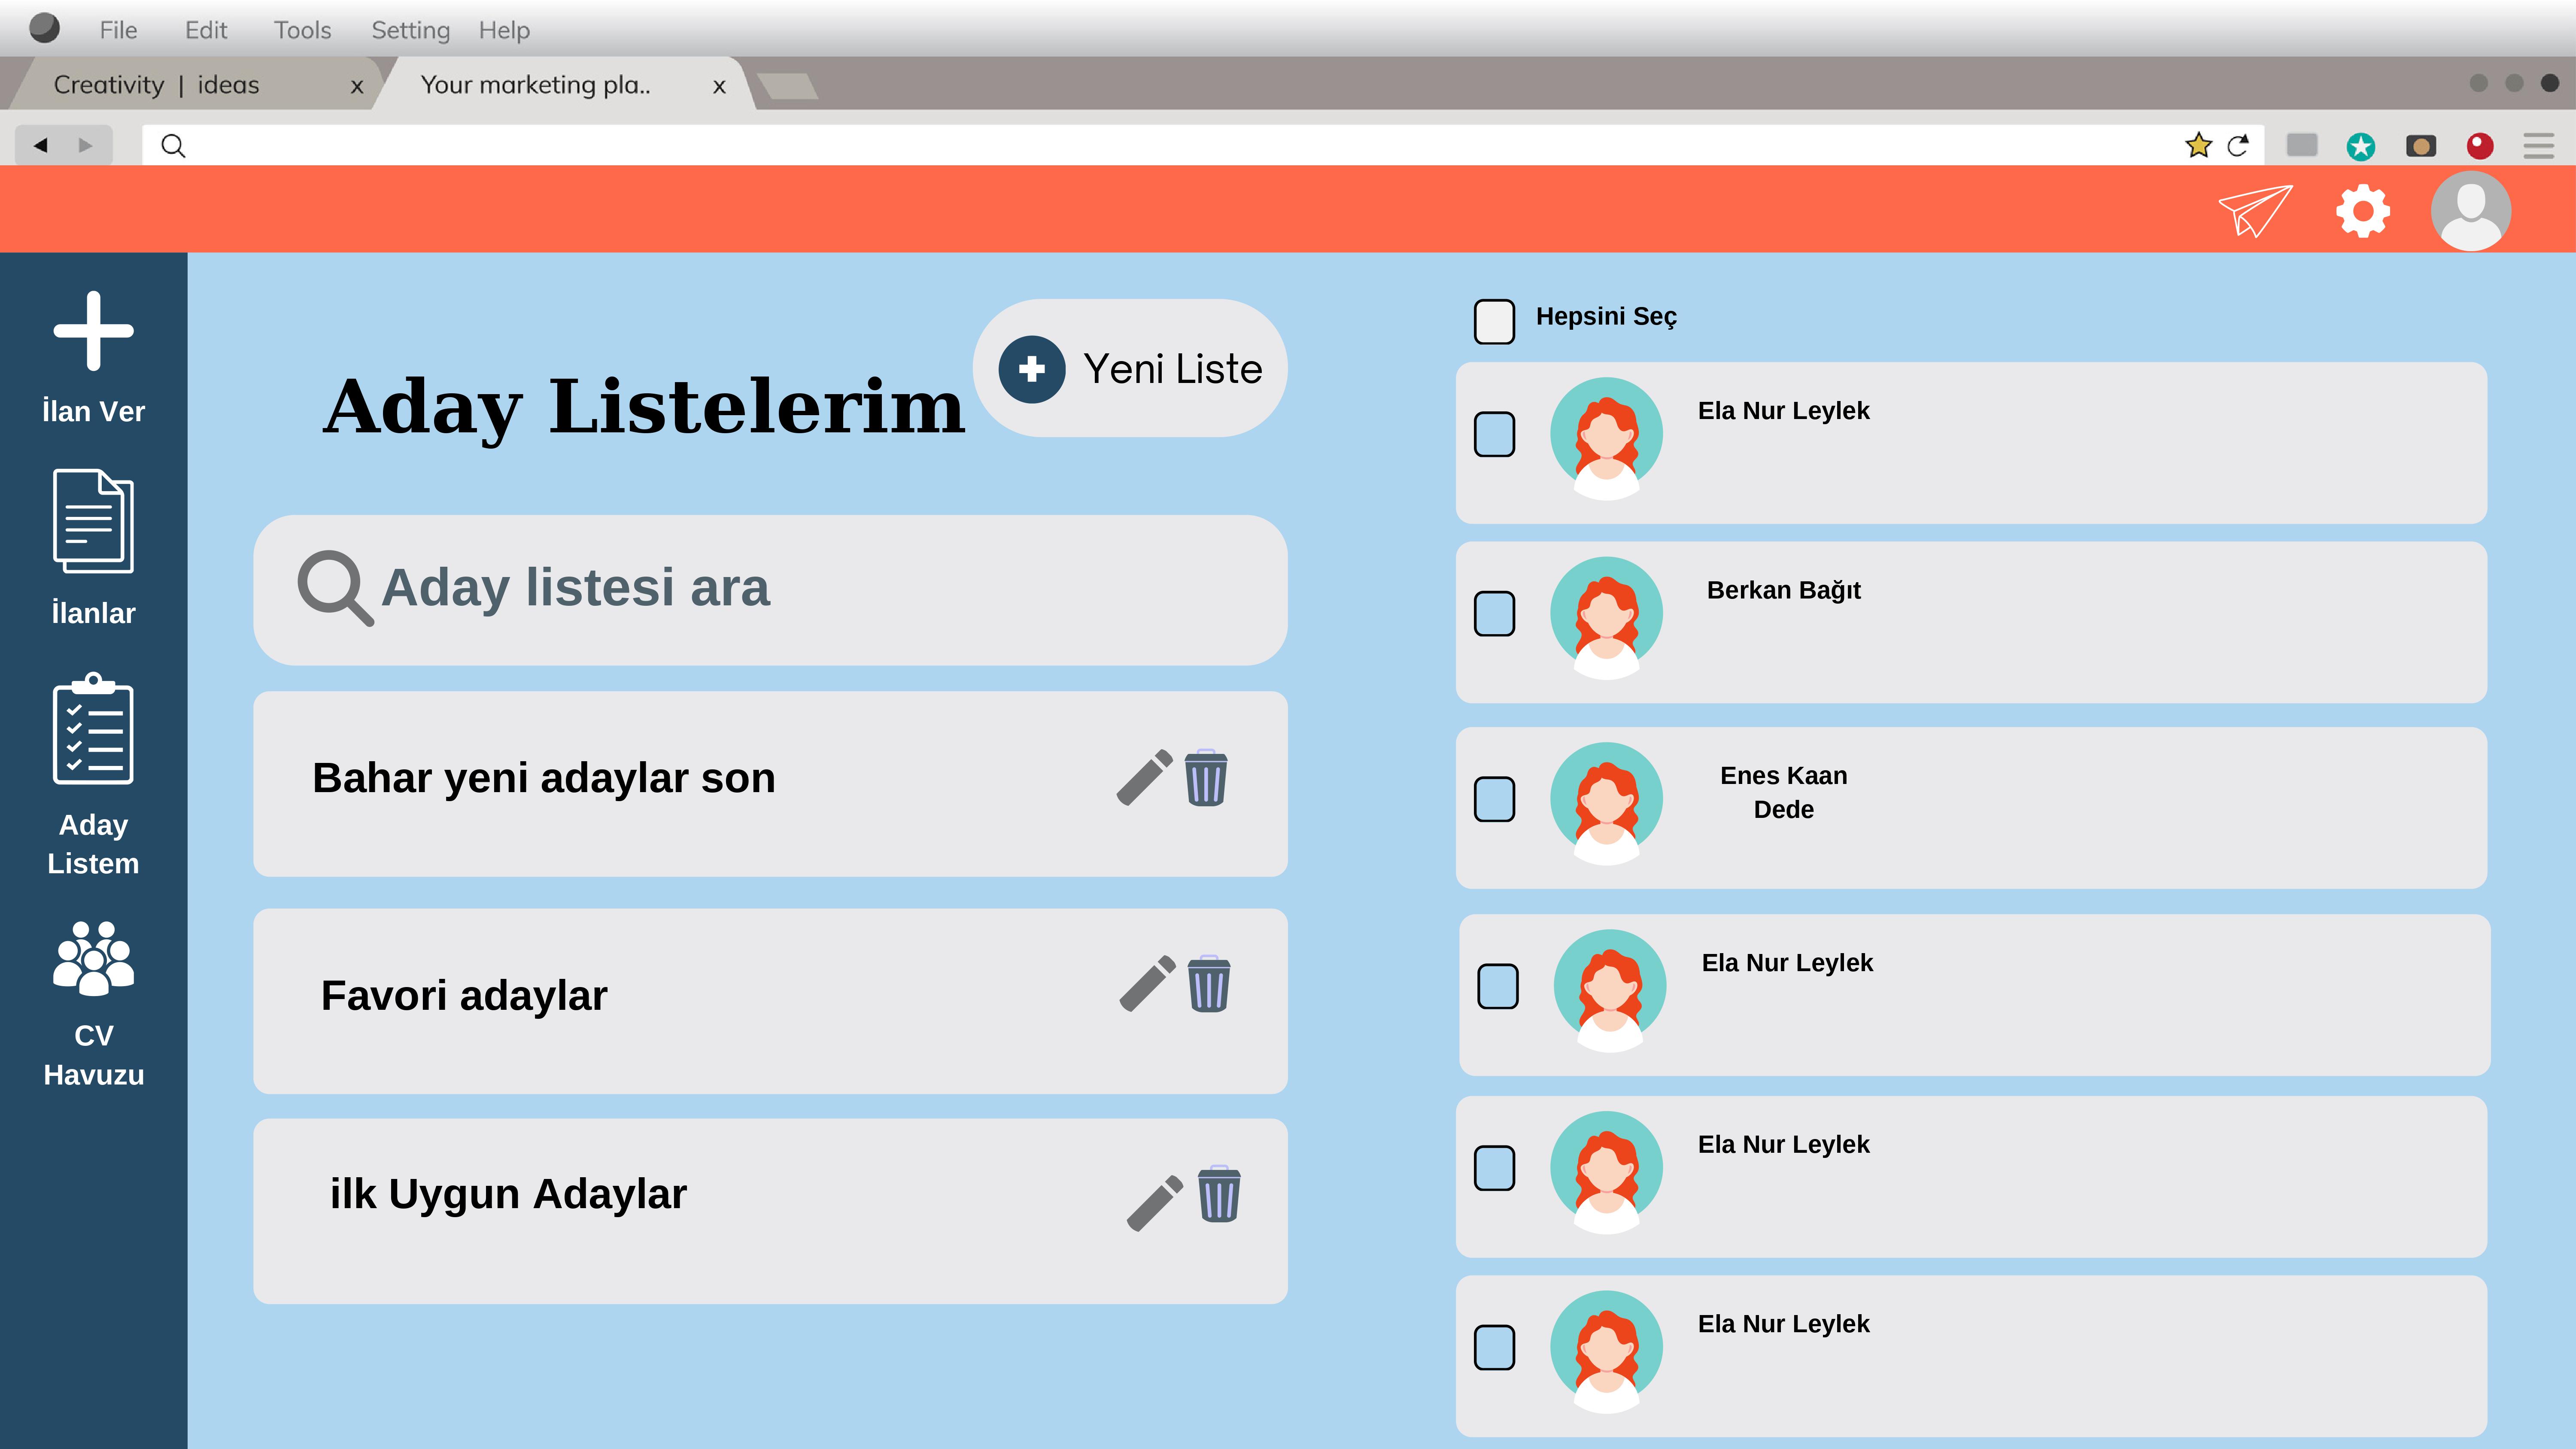 File Edit Tools Setting Help
Creativity | ideas x Your marketing pla.. x
İlan Ver
İlanlar
Aday
Listem
CV
Havuzu
Aday Listelerim
Yeni Liste
Aday listesi ara
Bahar yeni adaylar son
Favori adaylar
ilk Uygun Adaylar
Hepsini Seç
Ela Nur Leylek
Berkan Bağıt
Enes Kaan
Dede
Ela Nur Leylek
Ela Nur Leylek
Ela Nur Leylek